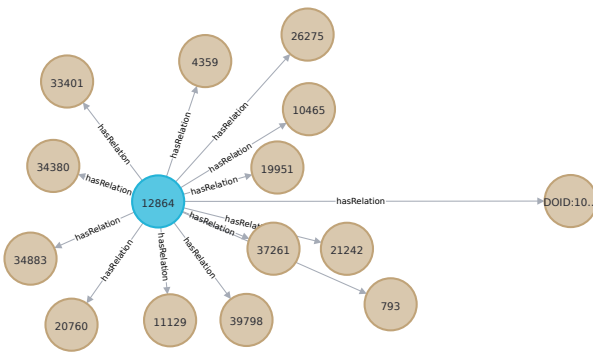 26275
4359
33401
hasRelation
10465
hasRelation
hasRelation
hasRelation
34380
19951
hasRelation
hasRelation
hasRelation
12864
hasRelation
DOID:10..
hasRela
hasRelation
hasRelation
37261
21242
34883
hasRelation
hasRelation
hasRelation
793
20760
11129
39798